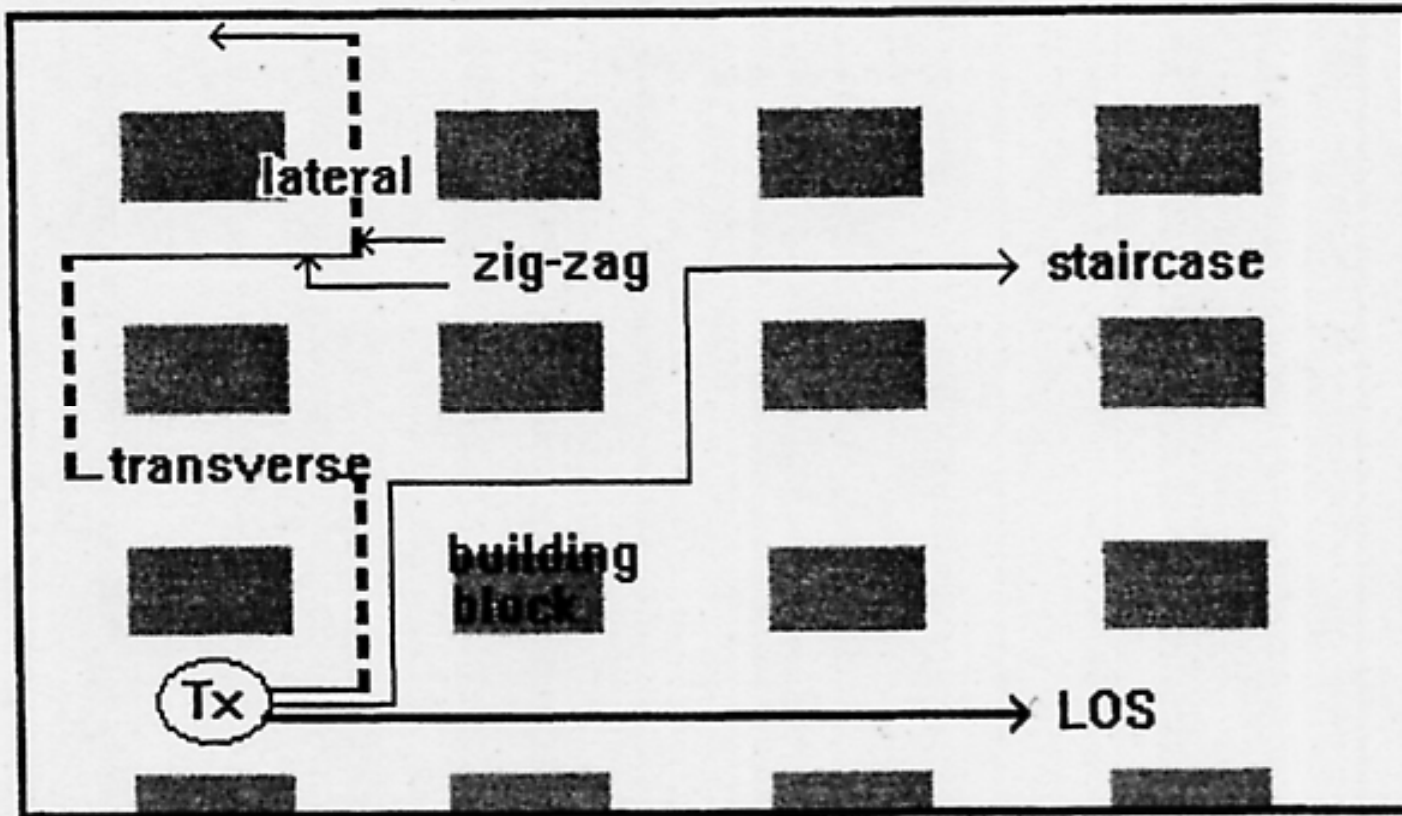 lateral
zig-zag
staircase
transverse
building
block
Tx
LOS